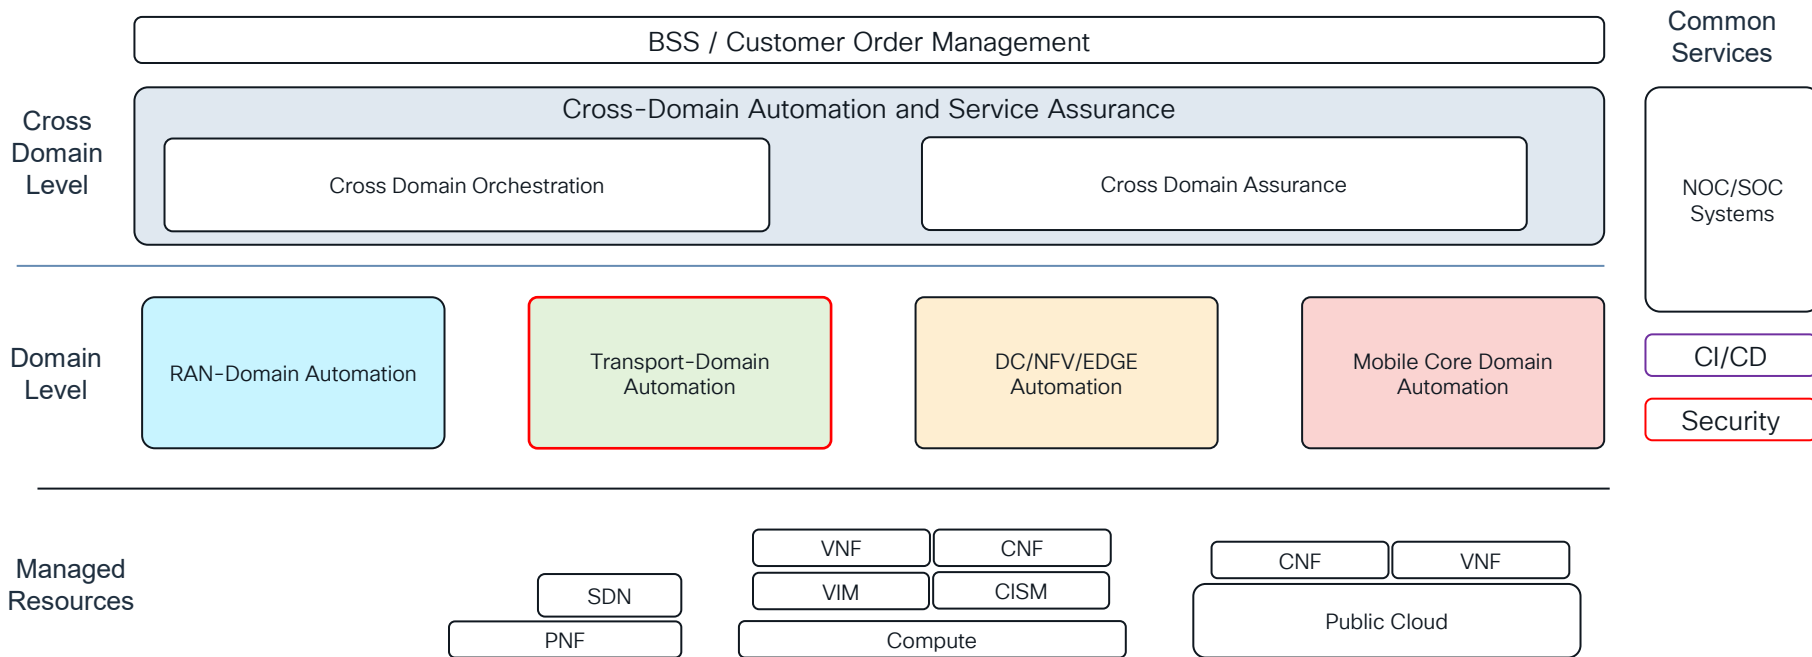 BSS / Customer Order Management
Common
Services
Cross
Domain
Level
Cross-Domain Automation and Service Assurance
Cross Domain Orchestration
Cross Domain Assurance
NOC/SOC
Systems
Domain
Level
RAN-Domain Automation
Transport-Domain
Automation
DC/NFV/EDGE
Automation
Mobile Core Domain
Automation
CI/CD
Security
Managed
Resources
SDN
PNF
VNF
CNF
VIM
CISM
Compute
CNF
VNF
Public Cloud